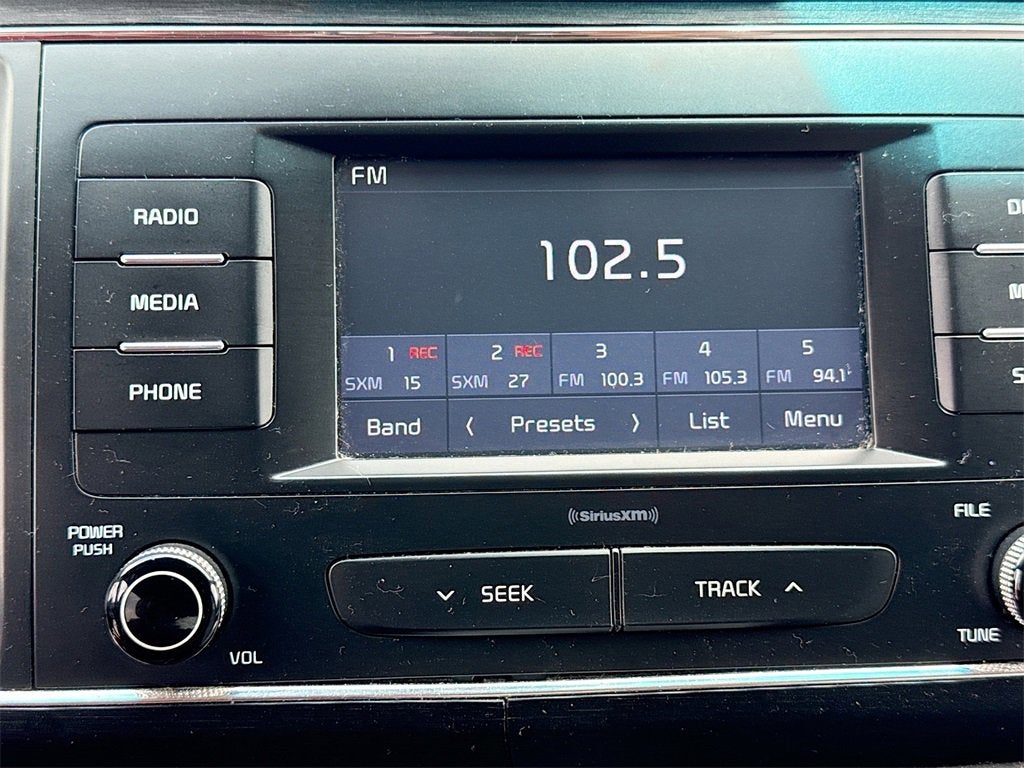 FM
RADIO
102.5
MEDIA
1 REC 2 REC 3 4 5
SXM 15 SXM 27 FM 100.3 FM 105.3 FM 94.1
PHONE
Band ⟨ Presets ⟩ List Menu
((SiriusXM))
FILE
POWER
PUSH
SEEK
TRACK
TUNE
VOL